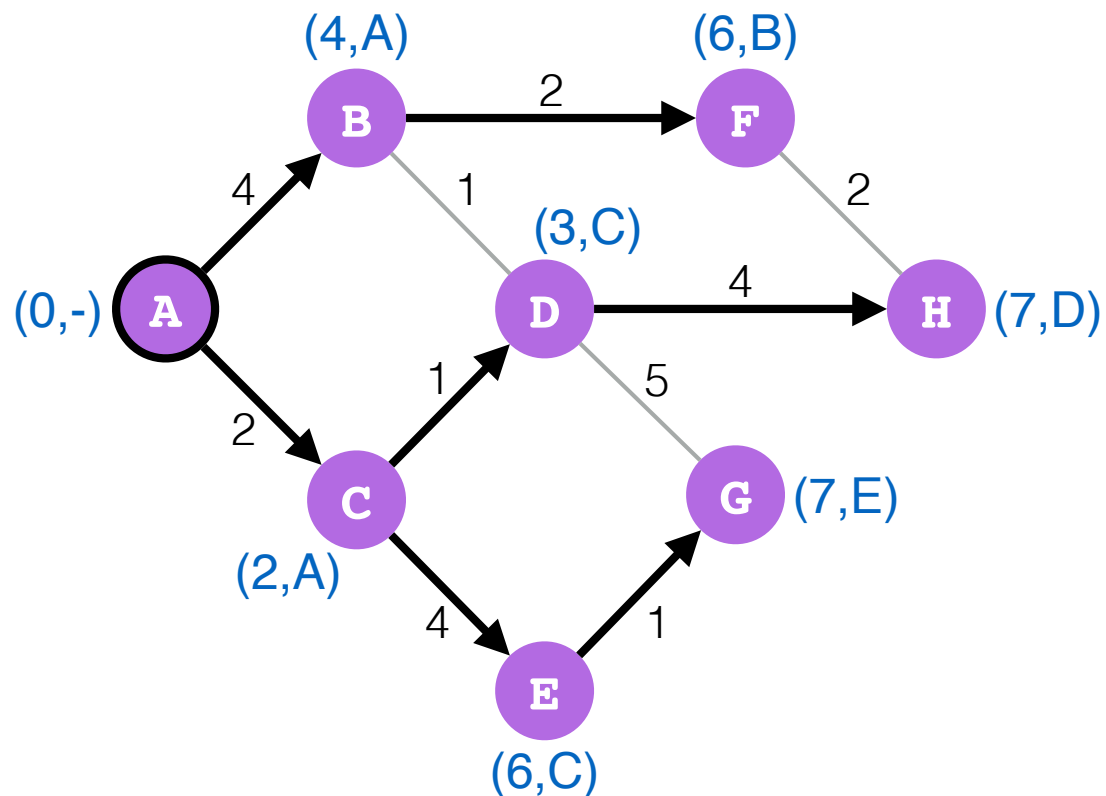 (4,A)
(6,B)
B
2
F
4
1
2
(3,C)
(0,-)
A
D
4
H
(7,D)
2
1
5
C
G
(7,E)
(2,A)
4
1
E
(6,C)